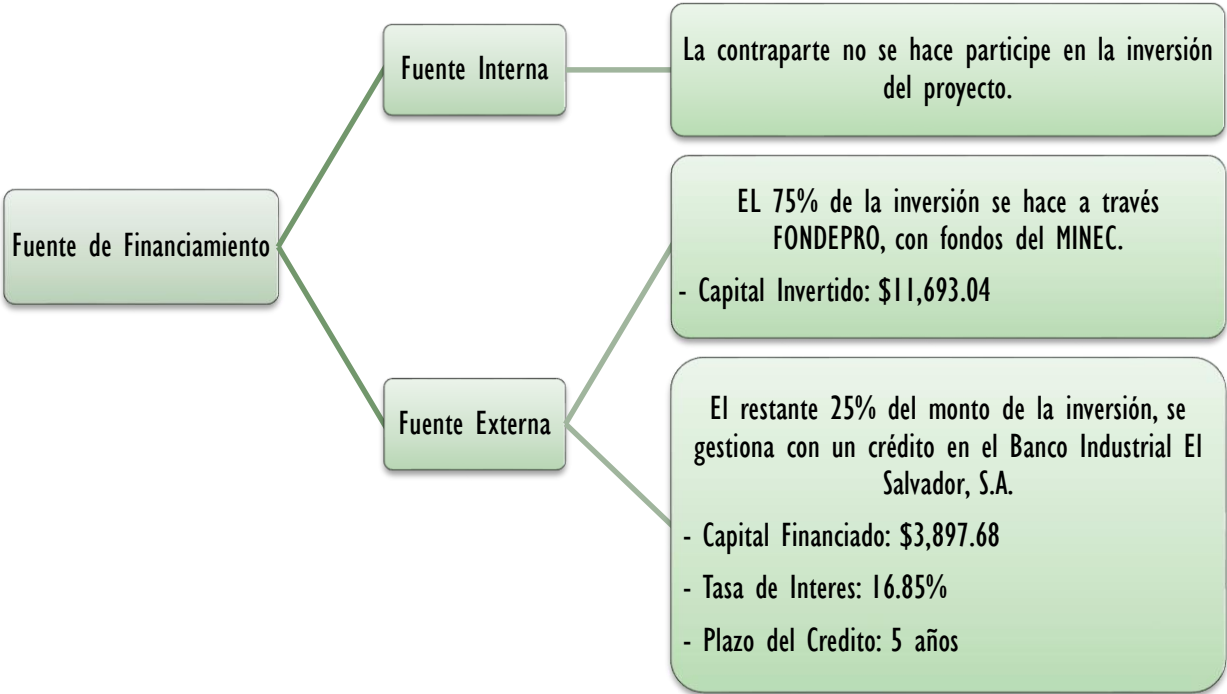 Fuente de Financiamiento
Fuente Interna
La contraparte no se hace participe en la inversión
del proyecto.
Fuente Externa
EL 75% de la inversión se hace a través
FONDEPRO, con fondos del MINEC.
- Capital Invertido: $11,693.04
El restante 25% del monto de la inversión, se
gestiona con un crédito en el Banco Industrial El
Salvador, S.A.
- Capital Financiado: $3,897.68
- Tasa de Interes: 16.85%
- Plazo del Credito: 5 años